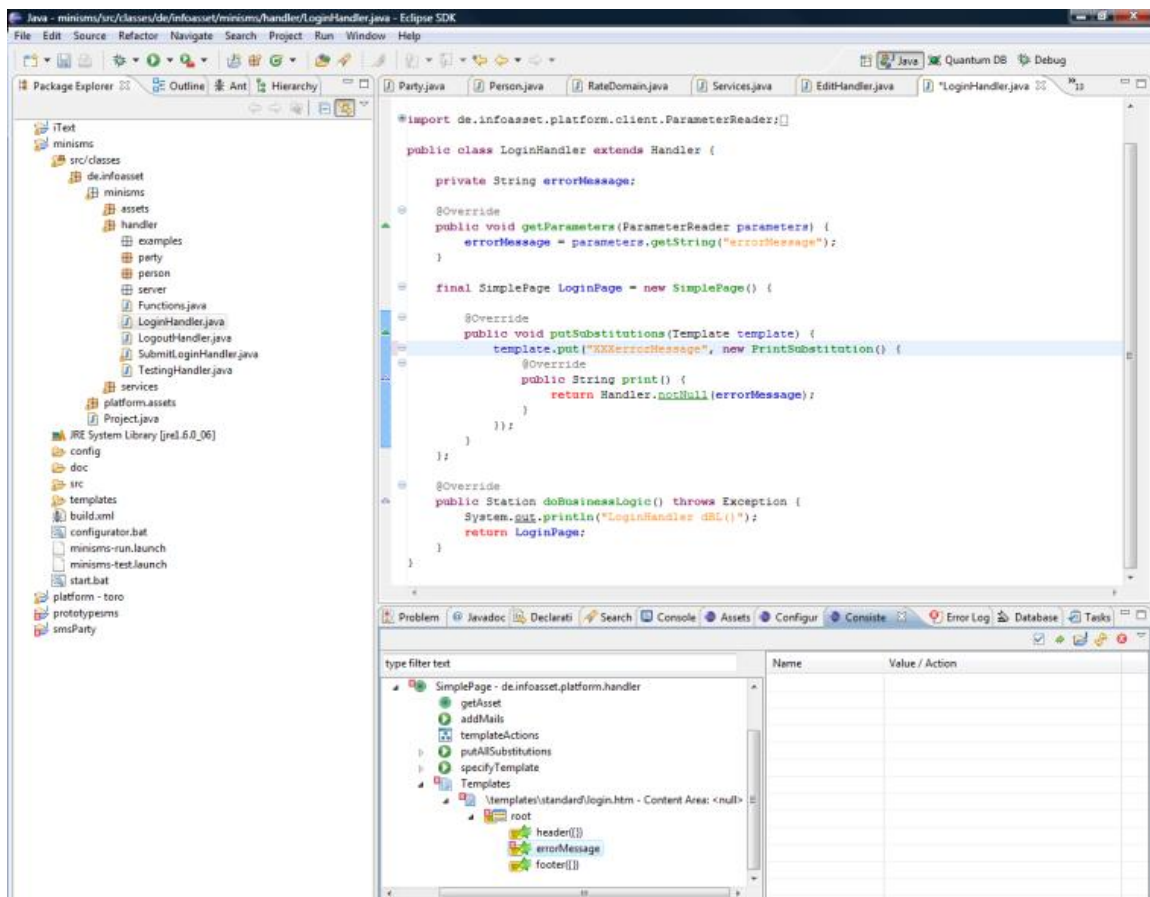 Java - minisms/src/classes/de/infoasset/minisms/handler/LoginHandler.java - Eclipse SDK
File Edit Source Refactor Navigate Search Project Run Window Help
Java Quantum DB Debug
Package Explorer Outline Ant Hierarchy
Party.java Person.java RateDomain.java Services.java EditHandler.java *LoginHandler.java 13
iText
minisms
src/classes
de.infoasset
minisms
assets
handler
examples
party
person
server
Functions.java
LoginHandler.java
LogoutHandler.java
SubmitLoginHandler.java
TestingHandler.java
services
platform.assets
Project.java
JRE System Library [jre1.6.0_06]
config
doc
src
templates
build.xml
configurator.bat
minisms-run.launch
minisms-test.launch
start.bat
platform - toro
prototypesms
smsParty
import de.infoasset.platform.client.ParameterReader;
public class LoginHandler extends Handler {
private String errorMessage;
@Override
public void getParameters(ParameterReader parameters) {
errorMessage = parameters.getString("errorMessage");
}
final SimplePage LoginPage = new SimplePage() {
@Override
public void putSubstitutions(Template template) {
template.put("XXXerrorMessage", new PrintSubstitution() {
@Override
public String print() {
return Handler.notNull(errorMessage);
}
});
}
};
@Override
public Station doBusinessLogic() throws Exception {
System.out.println("LoginHandler dBL()");
return LoginPage;
}
}
Problem Javadoc Declarati Search Console Assets Configur Consiste Error Log Database Tasks
type filter text
Name Value / Action
SimplePage - de.infoasset.platform.handler
getAsset
addMails
templateActions
putAllSubstitutions
specifyTemplate
Templates
\templates\standard\login.htm - Content Area: <null>
root
header([])
errorMessage
footer([])